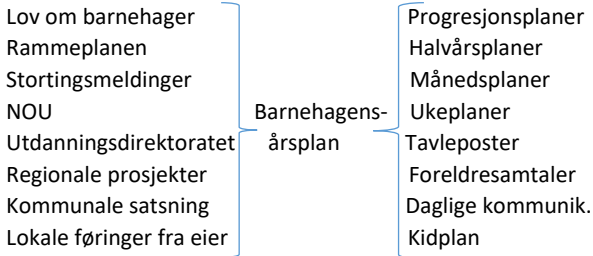 Lov om barnehager
Rammeplanen
Stortingsmeldinger
NOU
Utdanningsdirektoratet
Regionale prosjekter
Kommunale satsning
Lokale føringer fra eier
Barnehagens-
årsplan
Progresjonsplaner
Halvårsplaner
Månedsplaner
Ukeplaner
Tavleposter
Foreldresamtaler
Daglige kommunik.
Kidplan